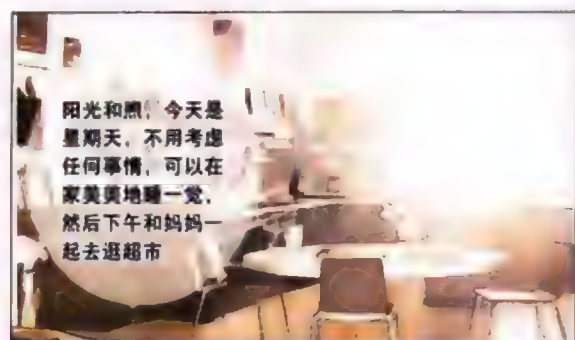 阳光和煦，今天是
星期天，不用考虑
任何事情，可以在
家美美地睡一觉，
然后下午和妈妈一
起去逛超市